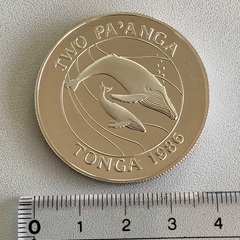 TWO PA'ANGA
TONGA 1986
0 1 2 3 4